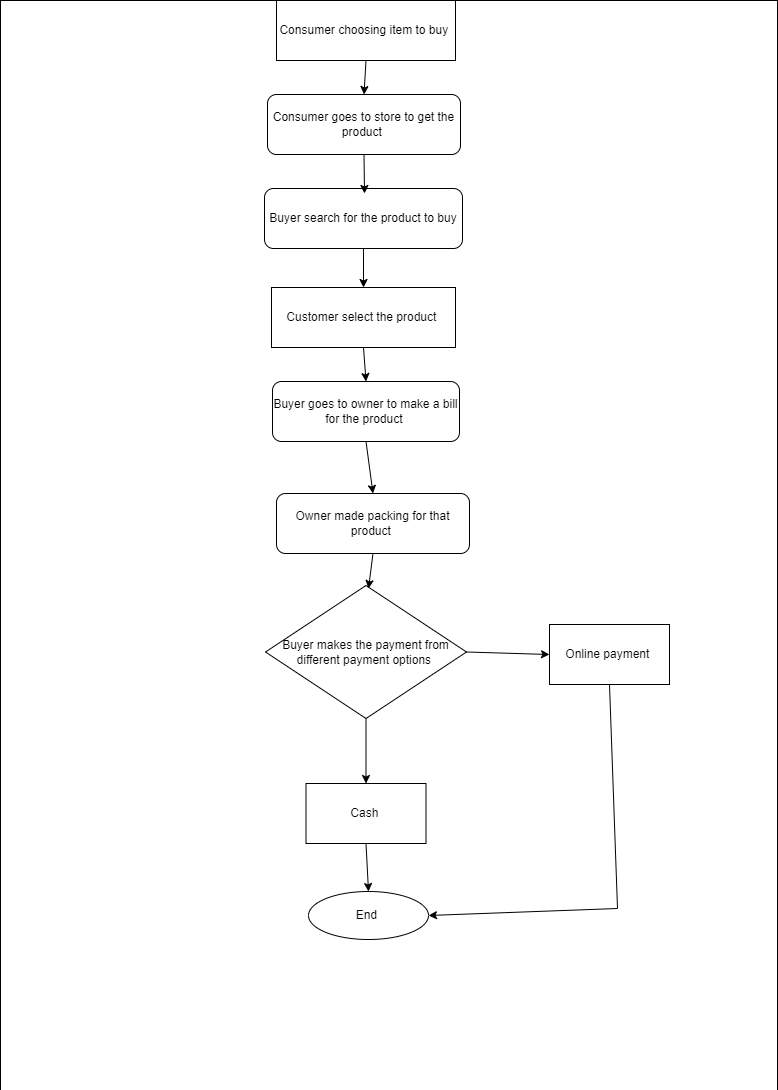 Consumer choosing item to buy
Consumer goes to store to get the
product
Buyer search for the product to buy
Customer select the product
Buyer goes to owner to make a bill
for the product
Owner made packing for that
product
Buyer makes the payment from
different payment options
Online payment
Cash
End